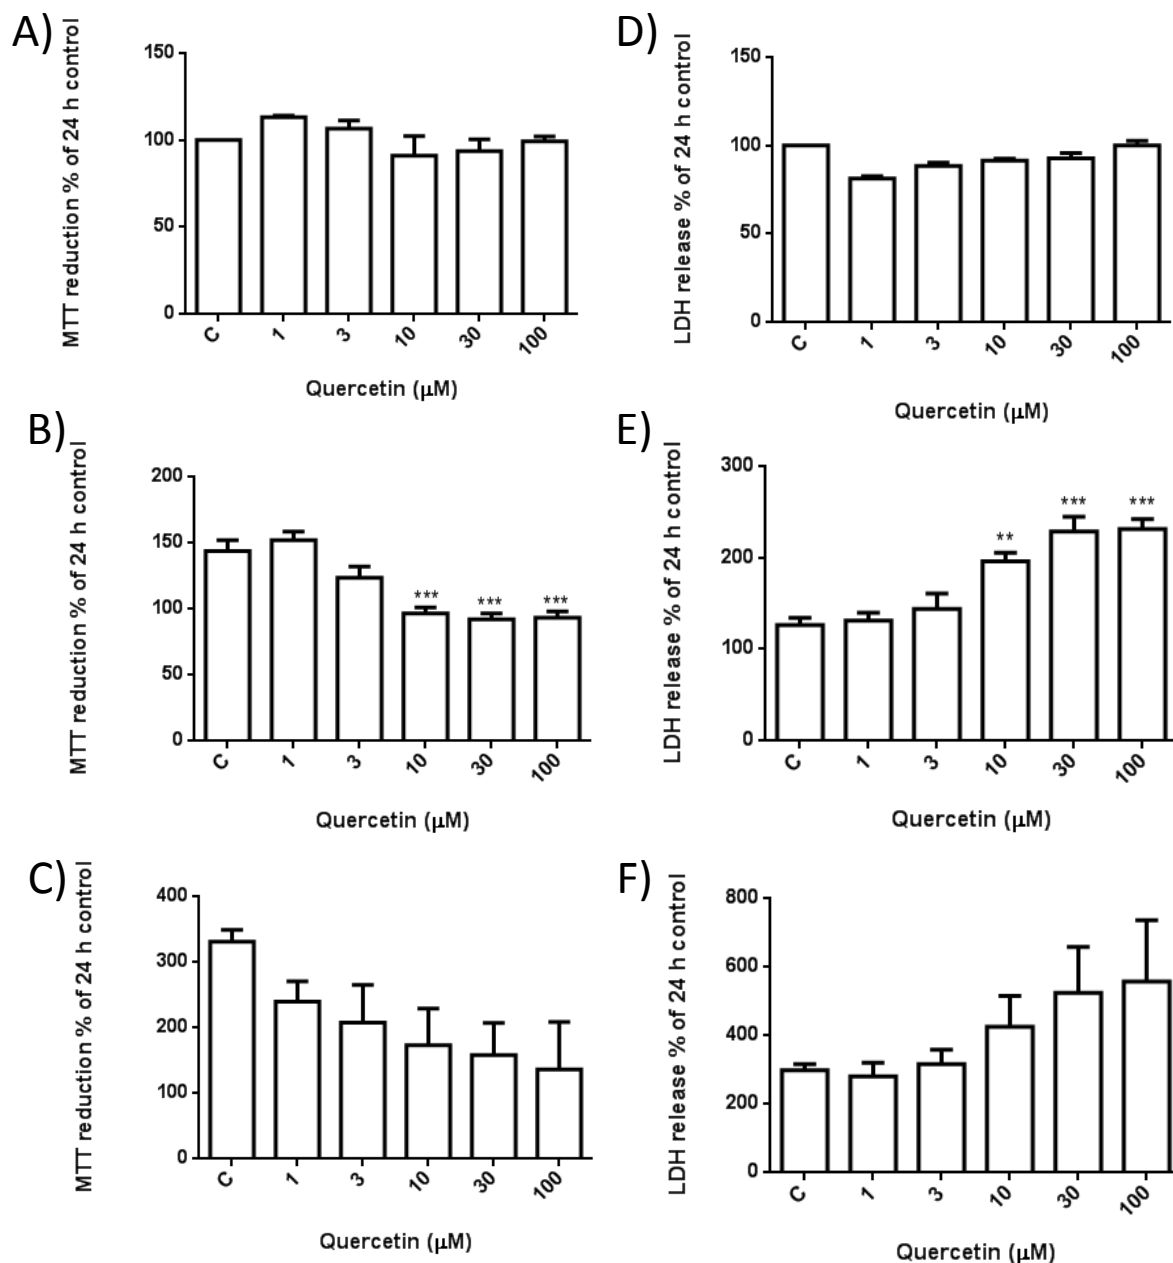 A)
MTT reduction % of 24 h control
150
100
50
0
C 1 3 10 30 100
Quercetin (μM)
D)
LDH release % of 24 h control
150
100
50
0
C 1 3 10 30 100
Quercetin (μM)
B)
MTT reduction % of 24 h control
200
150
100
50
0
*** *** ***
C 1 3 10 30 100
Quercetin (μM)
E)
LDH release % of 24 h control
300
200
100
0
** *** ***
C 1 3 10 30 100
Quercetin (μM)
C)
MTT reduction % of 24 h control
400
300
200
100
0
C 1 3 10 30 100
Quercetin (μM)
F)
LDH release % of 24 h control
800
600
400
200
0
C 1 3 10 30 100
Quercetin (μM)